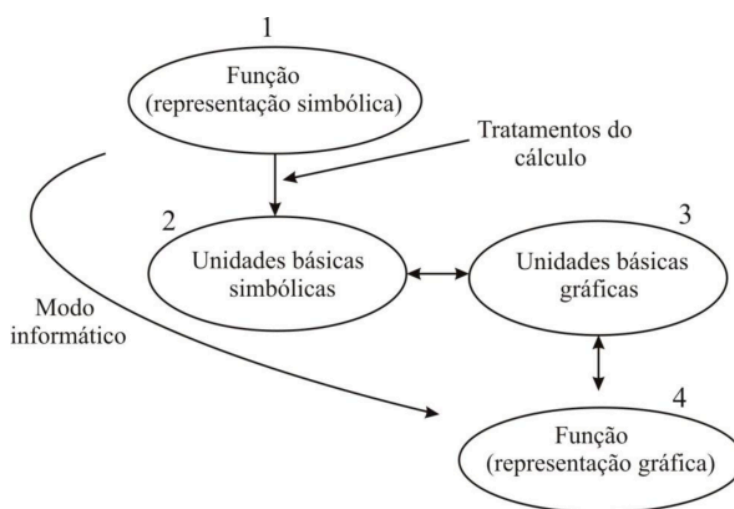 1
Função
(representação simbólica)
Tratamentos do
cálculo
2
Unidades básicas
simbólicas
3
Unidades básicas
gráficas
Modo
informático
4
Função
(representação gráfica)